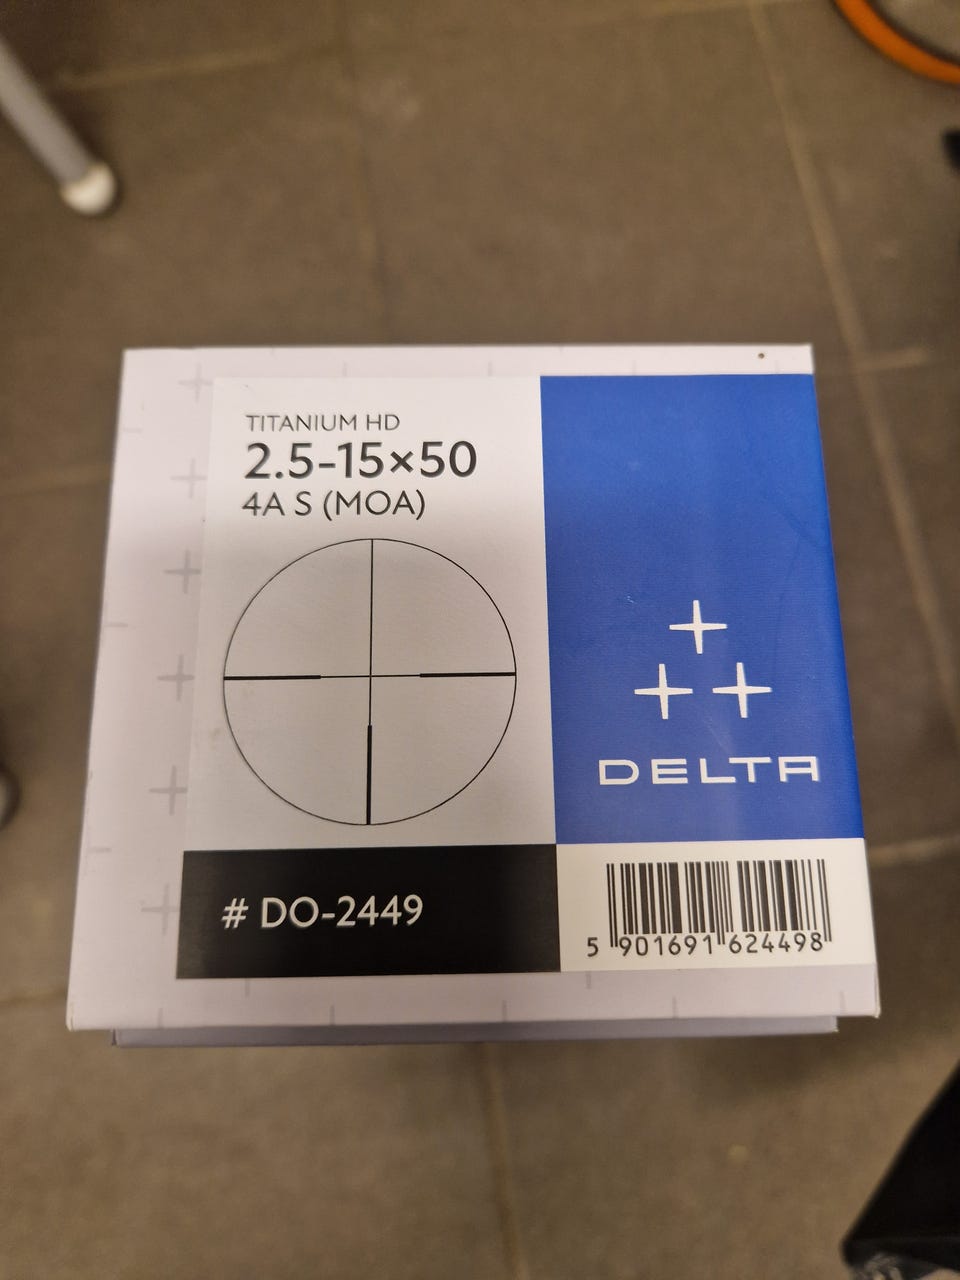 TITANIUM HD
2.5-15×50
4A S (MOA)
DELTA
# DO-2449
5 901691 624498